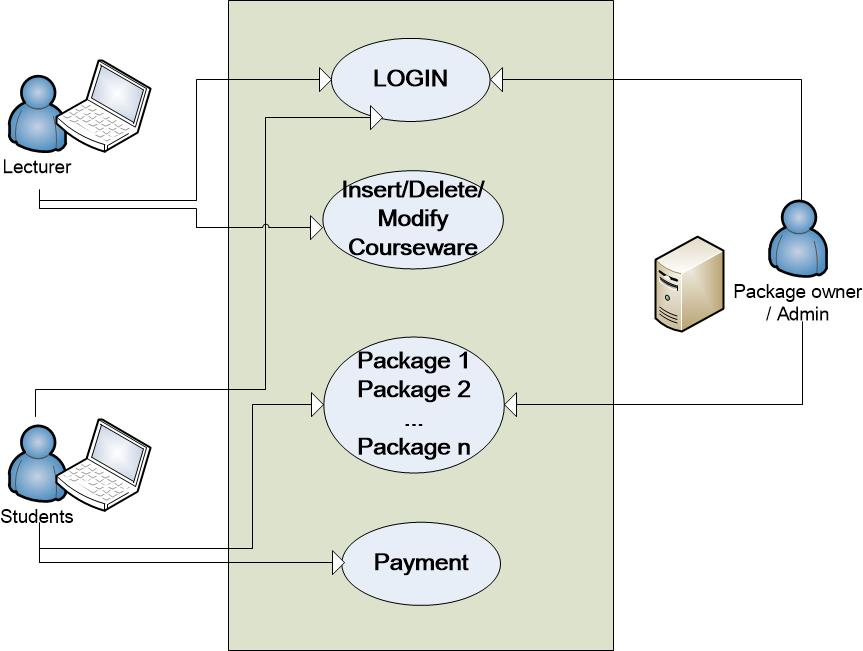 LOGIN
Lecturer
Insert/Delete/
Modify
Courseware
Package owner
/ Admin
Package 1
Package 2
...
Package n
Students
Payment